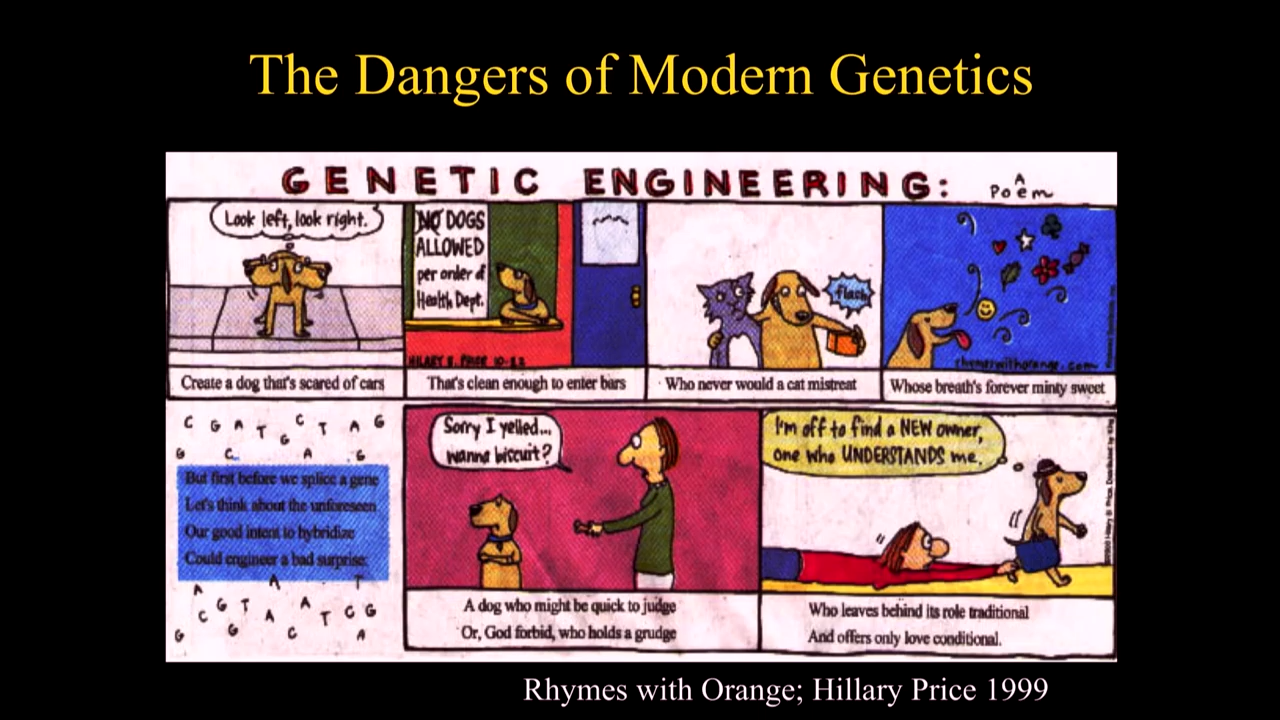 The Dangers of Modern Genetics
GENETIC ENGINEERING: A Poem
Look left, look right.
Create a dog that's scared of cars
NO DOGS
ALLOWED
per order of
Health Dept.
That's clean enough to enter bars
flash
Who never would a cat mistreat
rhymeswithorange.com
Whose breath's forever minty sweet
C G A T C T A G
G
G C A G
But first before we splice a gene
Let's think about the unforeseen
Our good intent to hybridize
Could engineer a bad surprise.
A A T
C G T A A T C G
G G C A
Sorry I yelled...
wanna biscuit?
A dog who might be quick to judge
Or, God forbid, who holds a grudge
I'm off to find a NEW owner,
one who UNDERSTANDS me.
Who leaves behind its role traditional
And offers only love conditional.
Rhymes with Orange; Hillary Price 1999